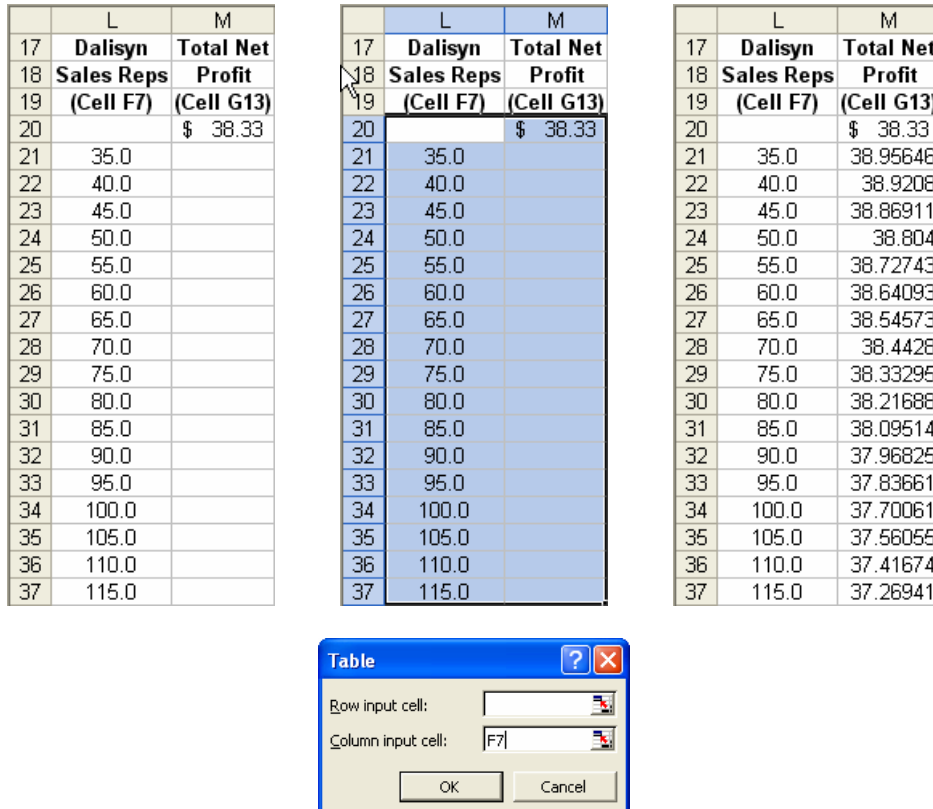 L M
17 Dalisyn Total Net
18 Sales Reps Profit
19 (Cell F7) (Cell G13)
20 $ 38.33
21 35.0
22 40.0
23 45.0
24 50.0
25 55.0
26 60.0
27 65.0
28 70.0
29 75.0
30 80.0
31 85.0
32 90.0
33 95.0
34 100.0
35 105.0
36 110.0
37 115.0
L M
17 Dalisyn Total Net
18 Sales Reps Profit
19 (Cell F7) (Cell G13)
20 $ 38.33
21 35.0
22 40.0
23 45.0
24 50.0
25 55.0
26 60.0
27 65.0
28 70.0
29 75.0
30 80.0
31 85.0
32 90.0
33 95.0
34 100.0
35 105.0
36 110.0
37 115.0
L M
17 Dalisyn Total Net
18 Sales Reps Profit
19 (Cell F7) (Cell G13)
20 $ 38.33
21 35.0 38.95646
22 40.0 38.9208
23 45.0 38.86911
24 50.0 38.804
25 55.0 38.72743
26 60.0 38.64093
27 65.0 38.54573
28 70.0 38.4428
29 75.0 38.33295
30 80.0 38.21688
31 85.0 38.09514
32 90.0 37.96825
33 95.0 37.83661
34 100.0 37.70061
35 105.0 37.56055
36 110.0 37.41674
37 115.0 37.26941
Table
Row input cell:
Column input cell: F7
OK Cancel